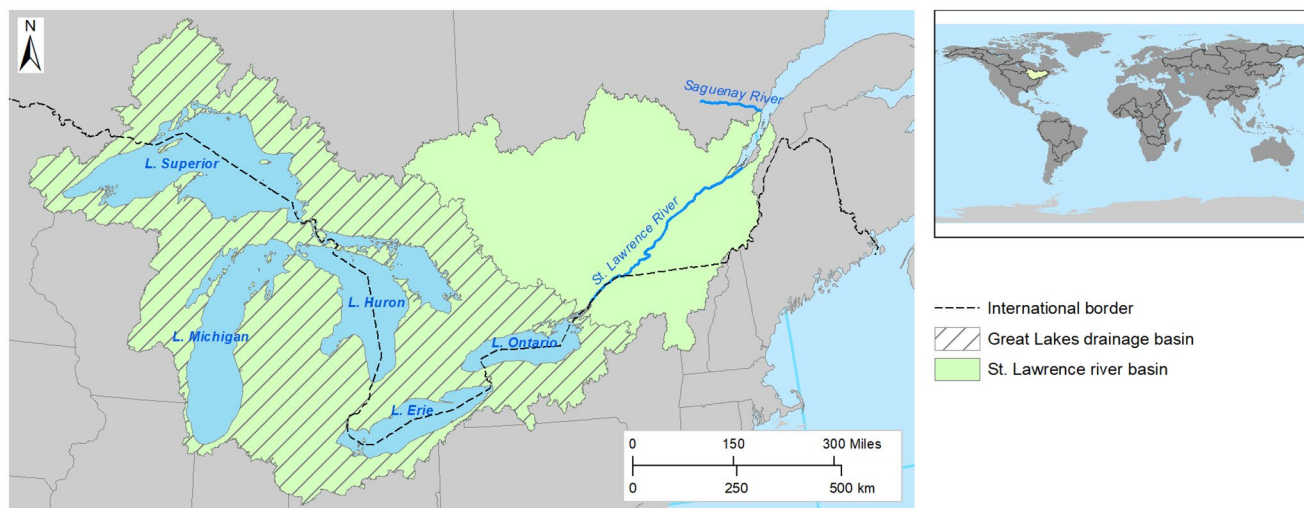 N
Saguenay River
L. Superior
St. Lawrence River
L. Huron
L. Michigan
L. Ontario
L. Erie
0 150 300 Miles
0 250 500 km
International border
Great Lakes drainage basin
St. Lawrence river basin